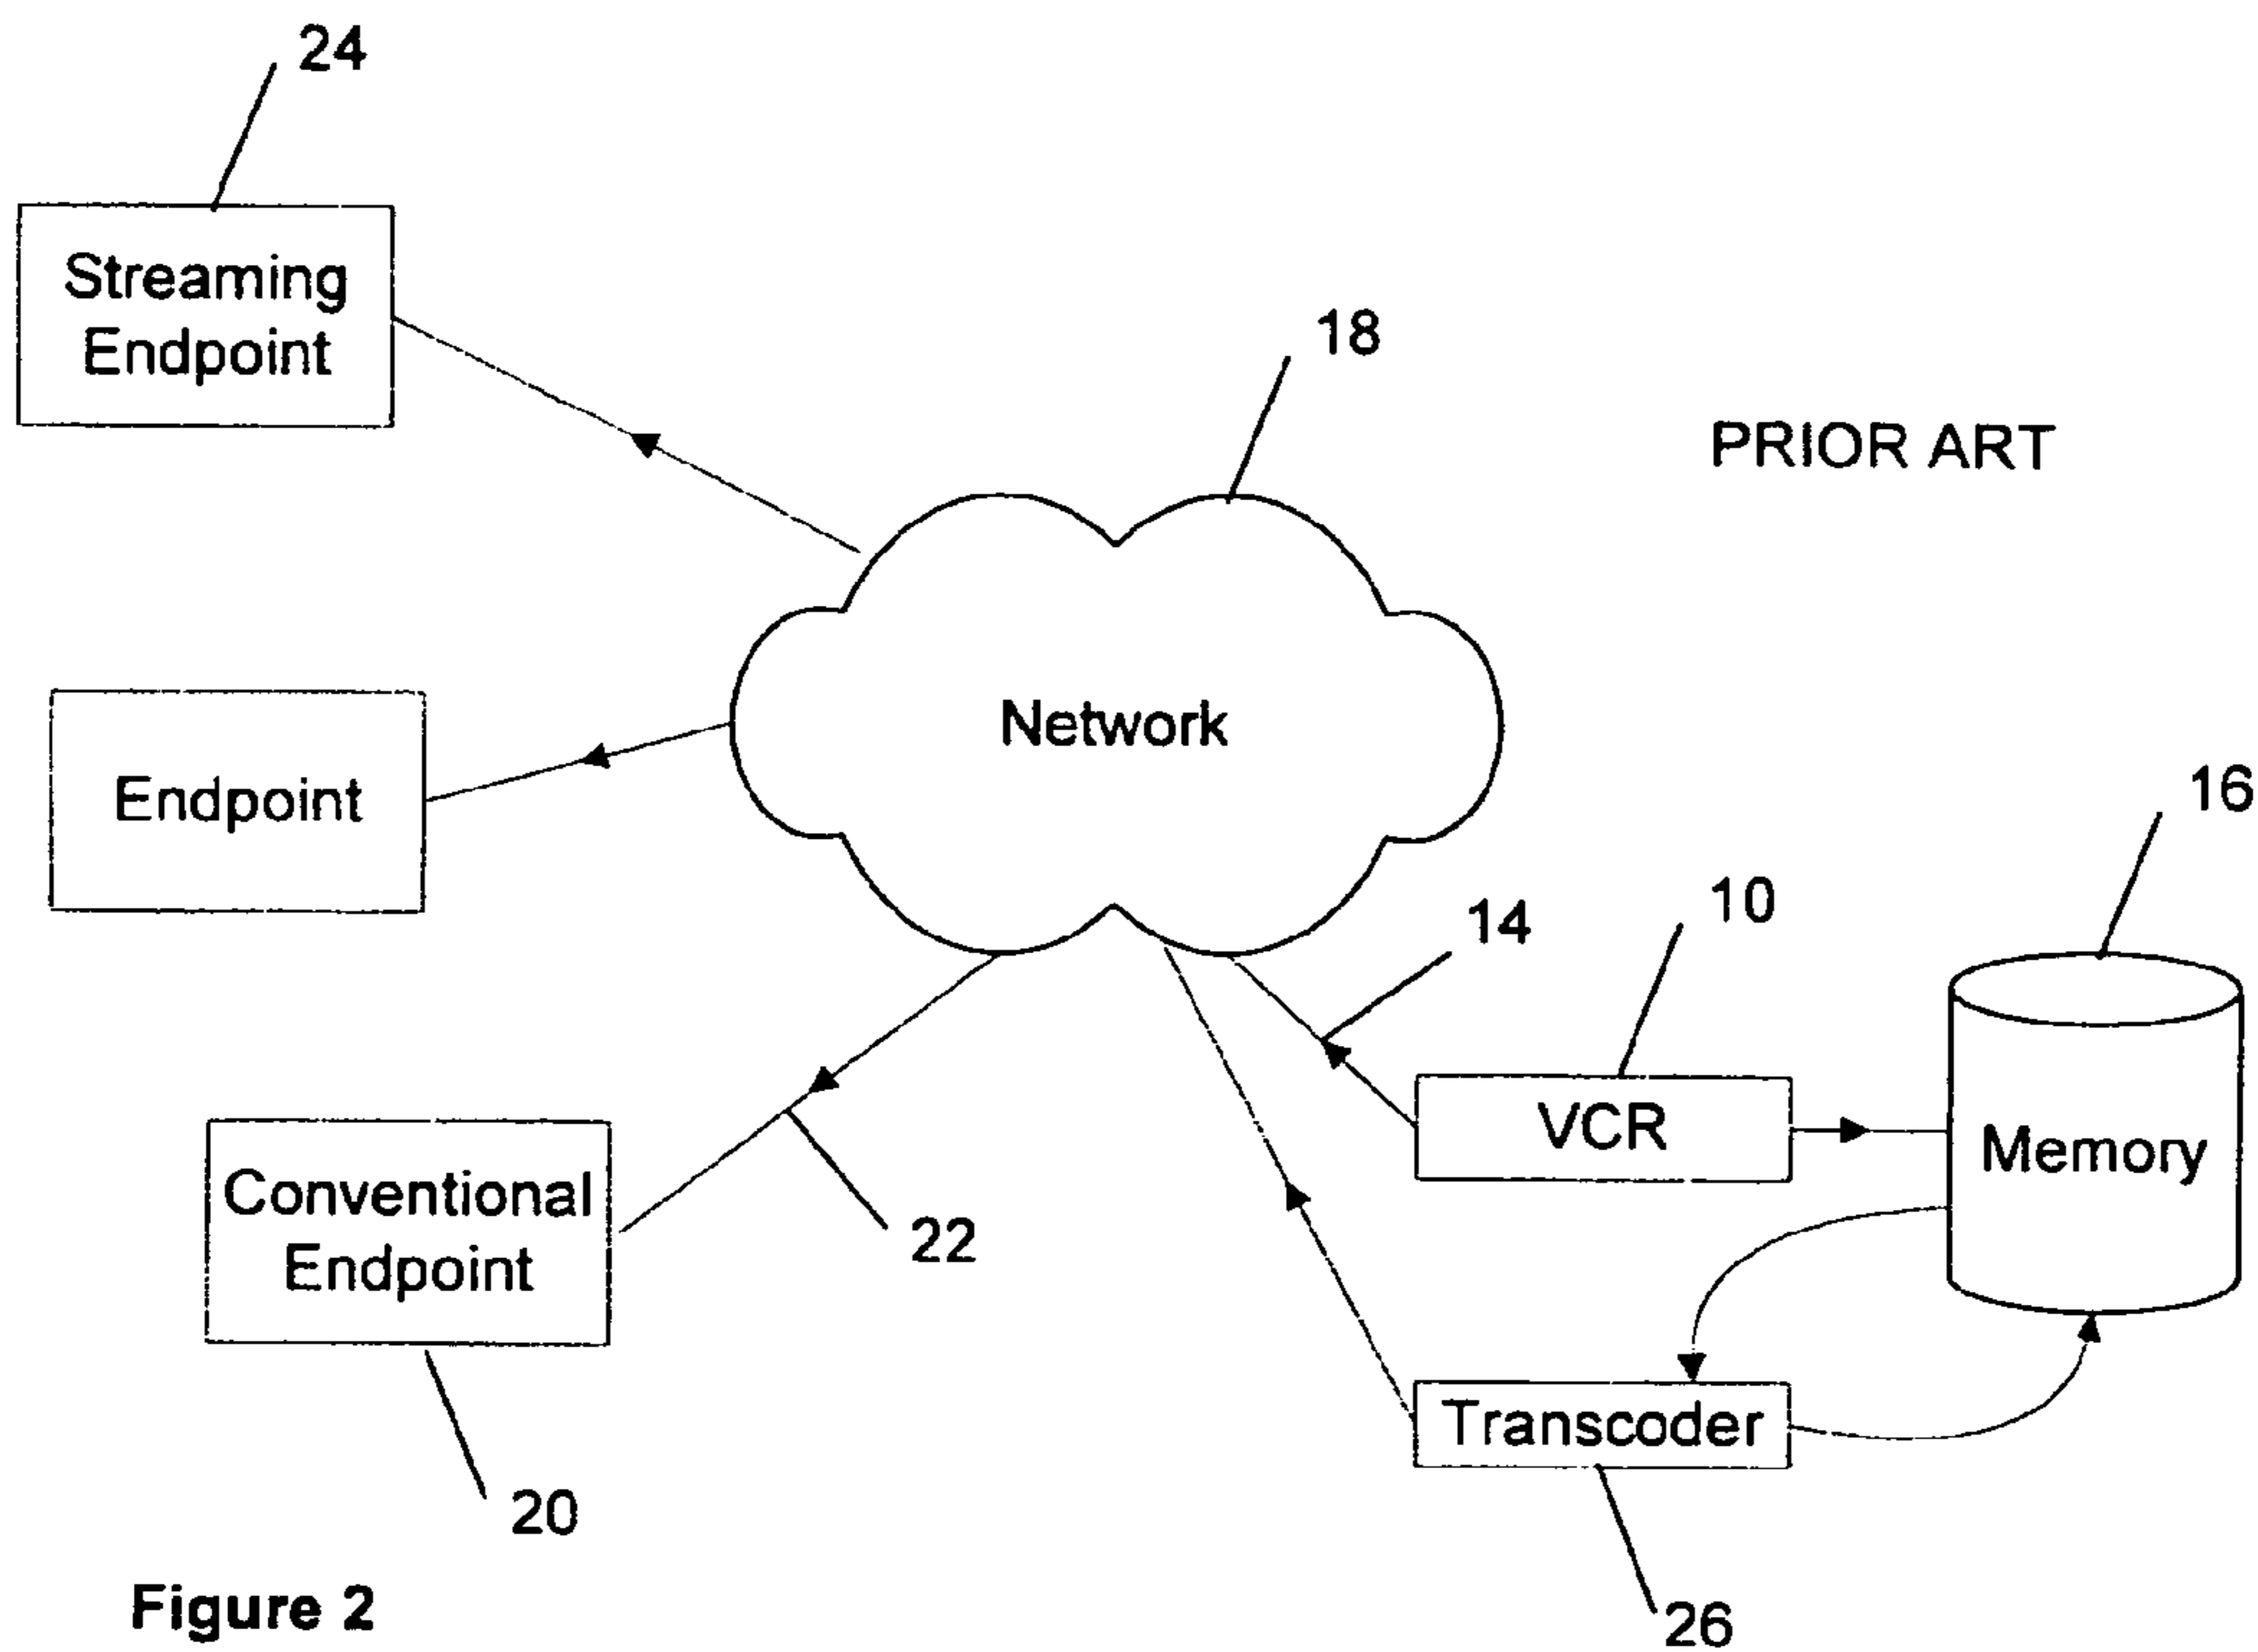 24
Streaming
Endpoint
18
PRIOR ART
Network
Endpoint
16
10
14
VCR
Memory
Conventional
Endpoint
22
Transcoder
20
Figure 2
26